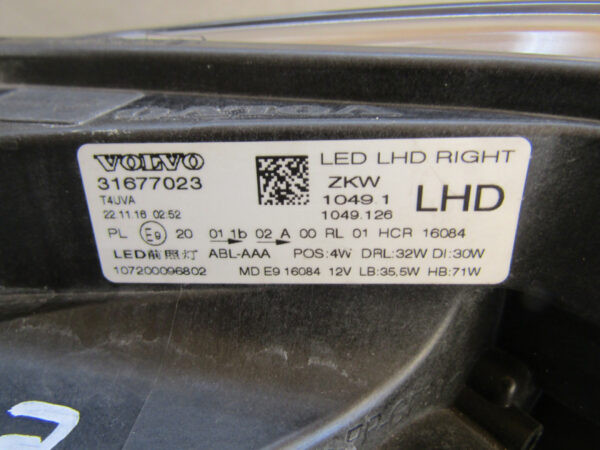 VOLVO
LED LHD RIGHT
31677023
ZKW
T4UVA
1049.1
LHD
22.11.16 02:52
1049.126
PL E9 20 01 1b 02 A 00 RL 01 HCR 16084
LED前照灯 ABL-AAA POS:4W DRL:32W DI:30W
107200096802 MD E9 16084 12V LB:35,5W HB:71W